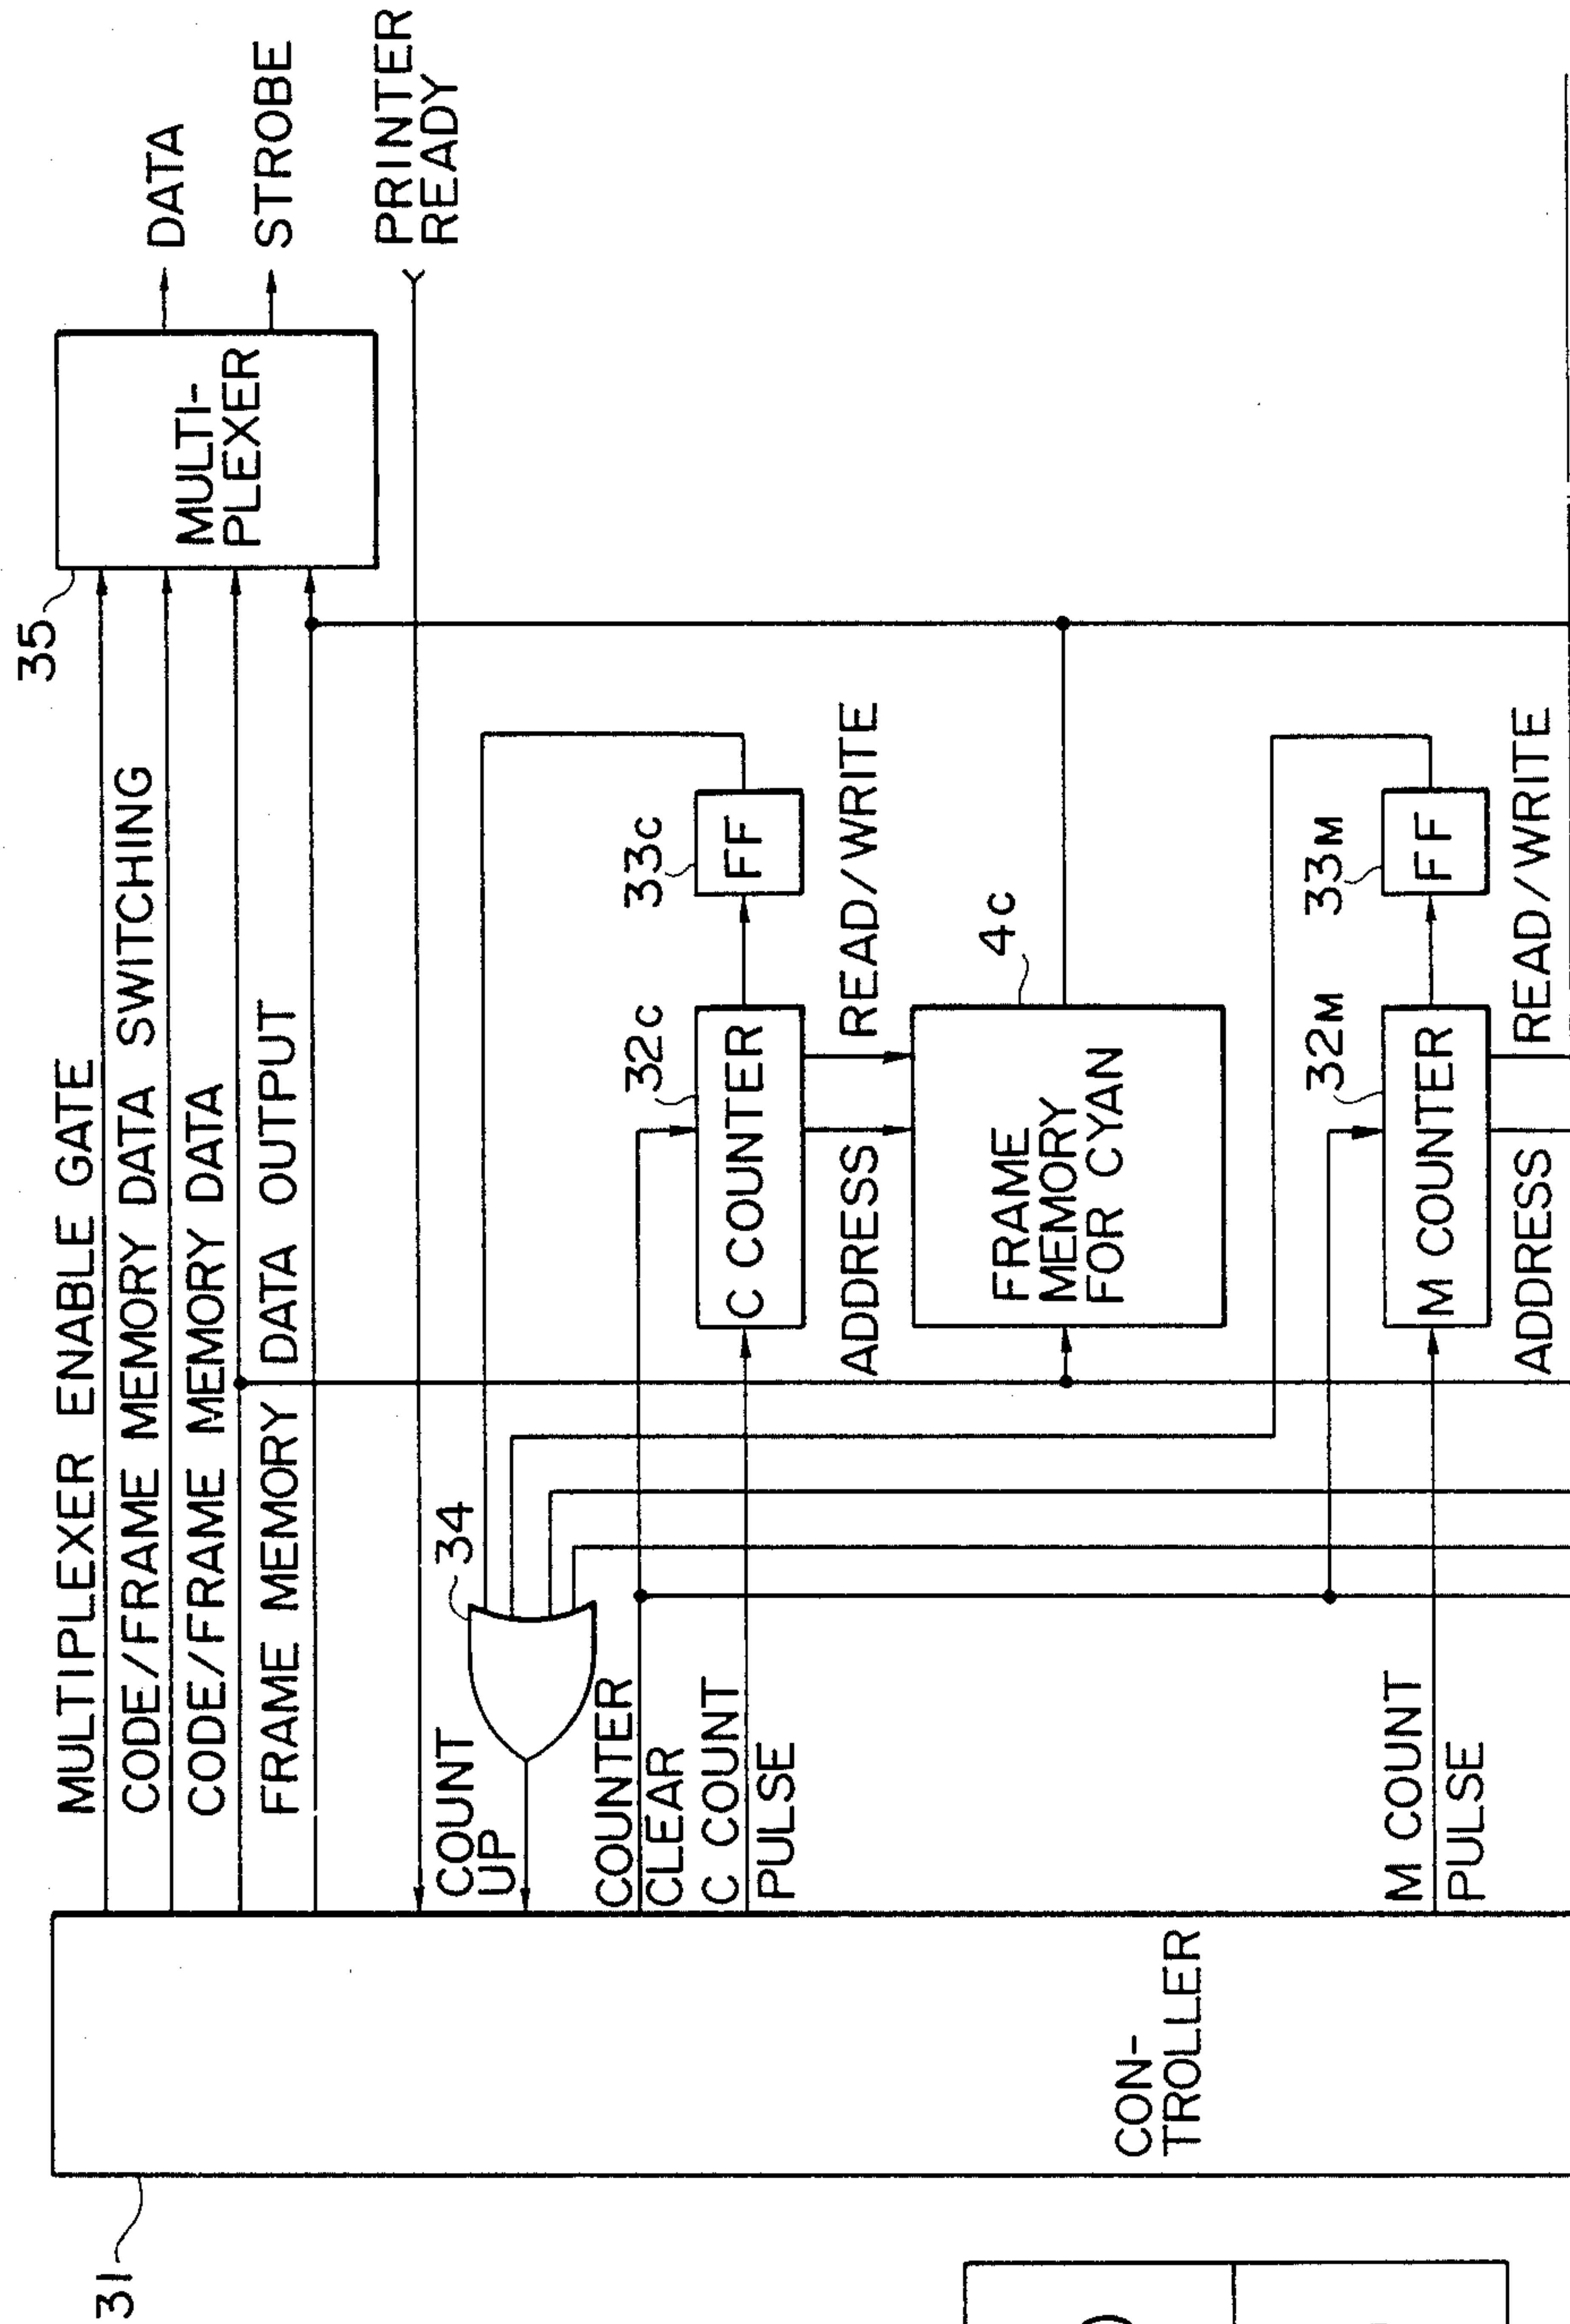 35
MULTIPLEXER ENABLE GATE
CODE/FRAME MEMORY DATA SWITCHING
CODE/FRAME MEMORY DATA
FRAME MEMORY DATA OUTPUT
MULTI-
PLEXER
DATA
STROBE
PRINTER
READY
COUNT
UP
34
COUNTER
CLEAR
C COUNT
PULSE
32C
C COUNTER
33C
FF
ADDRESS
READ/WRITE
4C
FRAME
MEMORY
FOR CYAN
31
CON-
TROLLER
M COUNT
PULSE
32M
M COUNTER
33M
FF
ADDRESS
READ/WRITE